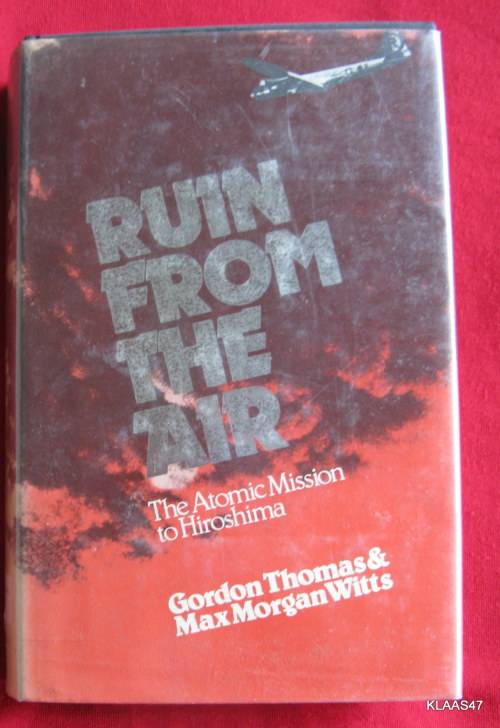 RUIN
FROM
THE
AIR
The Atomic Mission
to Hiroshima
Gordon Thomas &
Max Morgan Witts
KLAAS47